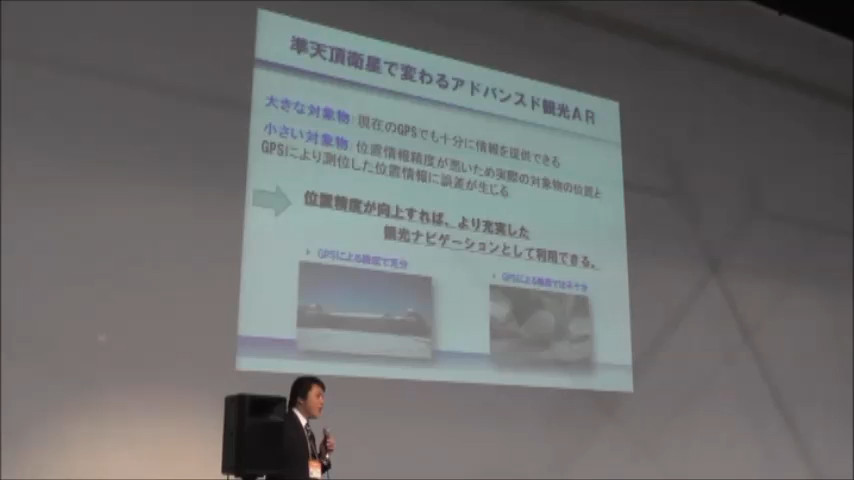 準天頂衛星で変わるアドバンスド観光AR
大きな対象物:現在のGPSでも十分に情報を提供できる
小さい対象物:位置情報精度が悪いため実際の対象物の位置と
GPSにより測位した位置情報に誤差が生じる
位置精度が向上すれば、より充実した
観光ナビゲーションとして利用できる。
GPSによる精度で充分
GPSによる精度では不十分